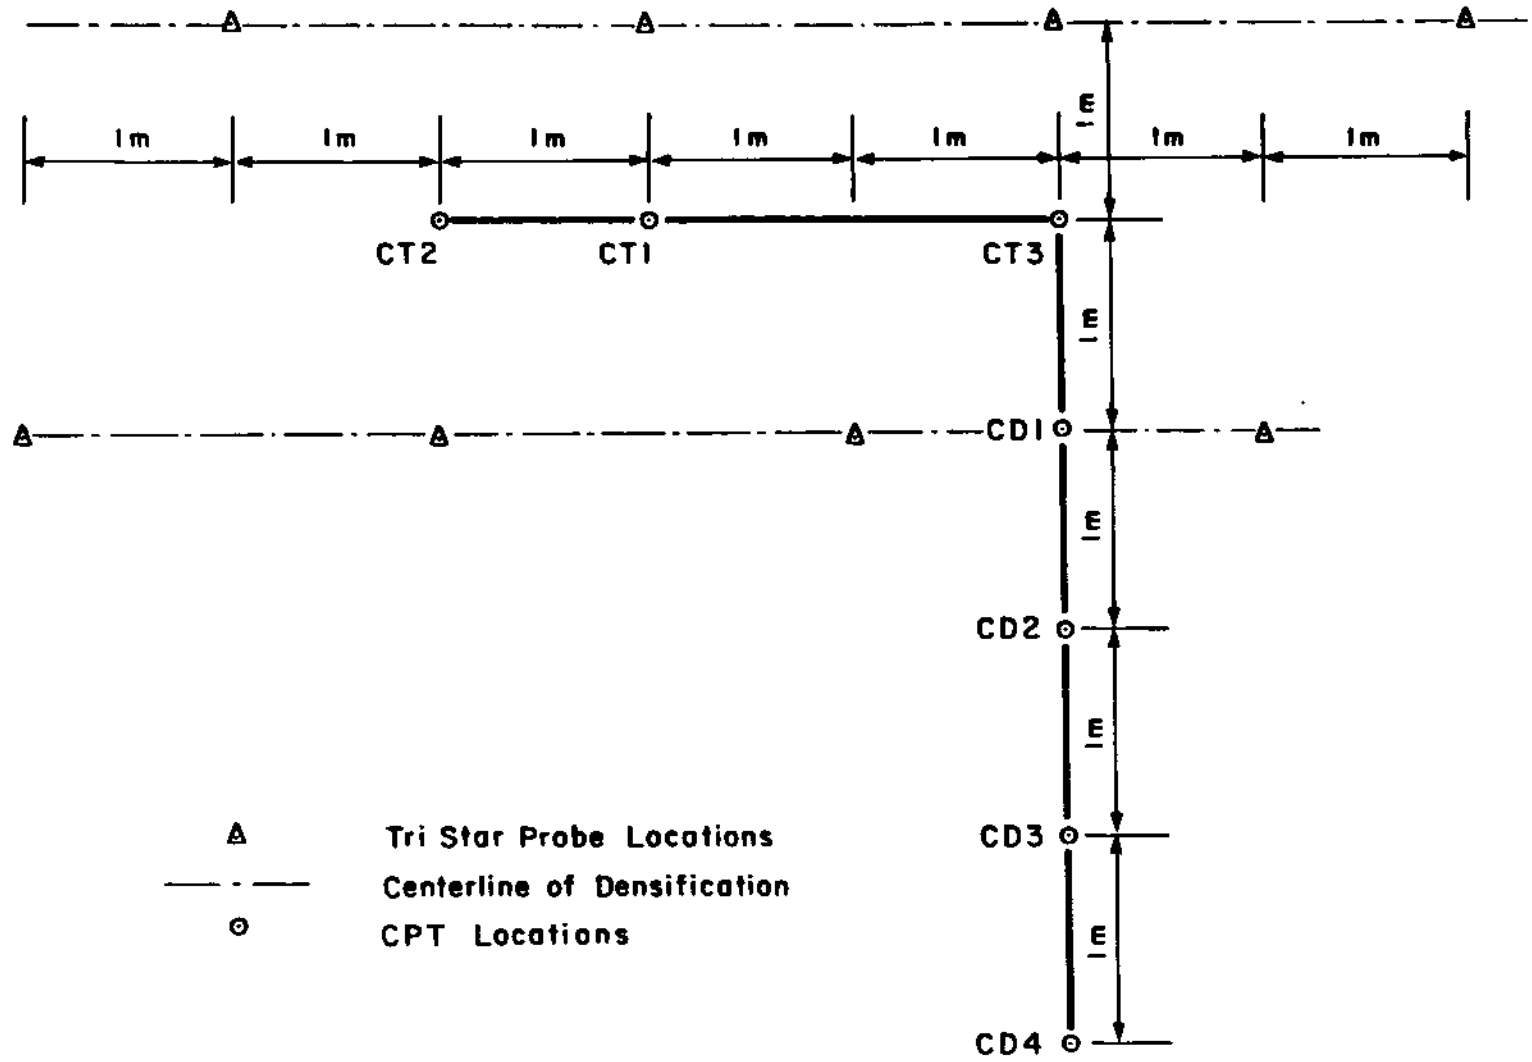 1m
1m 1m 1m 1m 1m 1m 1m
CT2 CT1 CT3
1m
CD1
1m
CD2
1m
CD3
1m
CD4
Tri Star Probe Locations
Centerline of Densification
CPT Locations